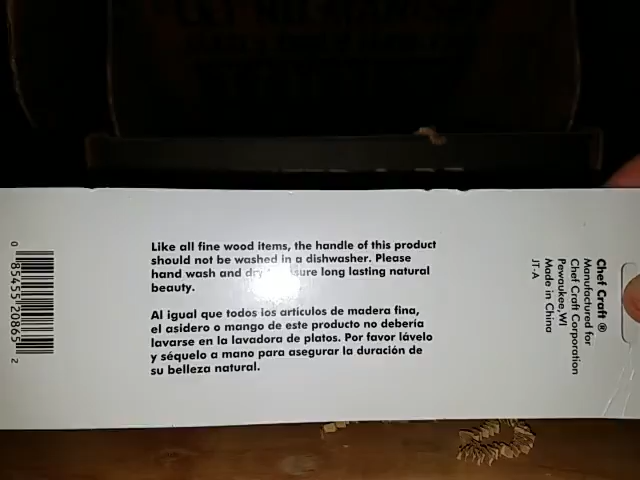 Like all fine wood items, the handle of this product
should not be washed in a dishwasher. Please
hand wash and dry sure long lasting natural
beauty.
Al igual que todos los artículos de madera fina,
el asidero o mango de este producto no debería
lavarse en la lavadora de platos. Por favor lávelo
y séquelo a mano para asegurar la duración de
su belleza natural.
Chef Craft ®
Manufactured for
Chef Craft Corporation
Pewaukee, WI
Made in China
JT-A
0 85455 20865 2